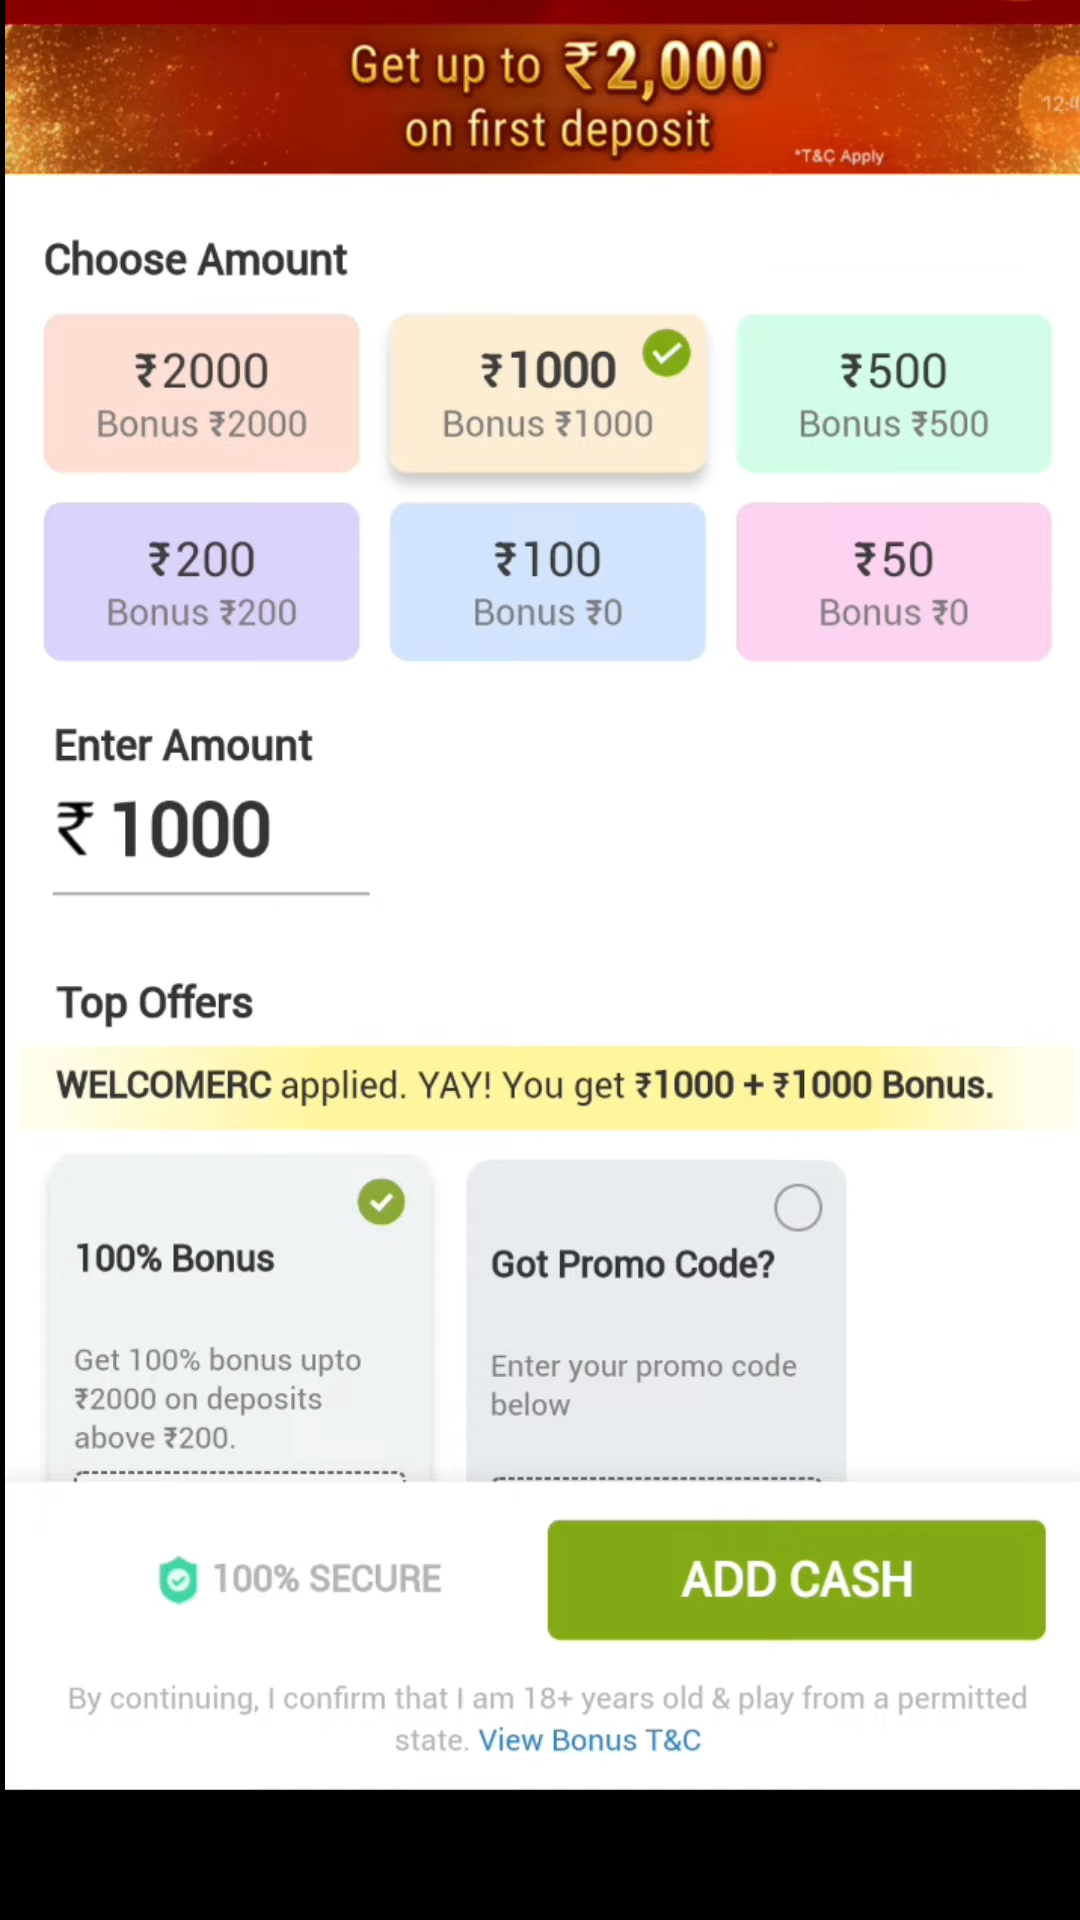 Get up to ₹2,000*
on first deposit
*T&C Apply
Choose Amount
₹2000
Bonus ₹2000
₹1000
Bonus ₹1000
₹500
Bonus ₹500
₹200
Bonus ₹200
₹100
Bonus ₹0
₹50
Bonus ₹0
Enter Amount
₹ 1000
Top Offers
WELCOMERC applied. YAY! You get ₹1000 + ₹1000 Bonus.
100% Bonus
Get 100% bonus upto
₹2000 on deposits
above ₹200.
Got Promo Code?
Enter your promo code
below
100% SECURE
ADD CASH
By continuing, I confirm that I am 18+ years old & play from a permitted
state. View Bonus T&C